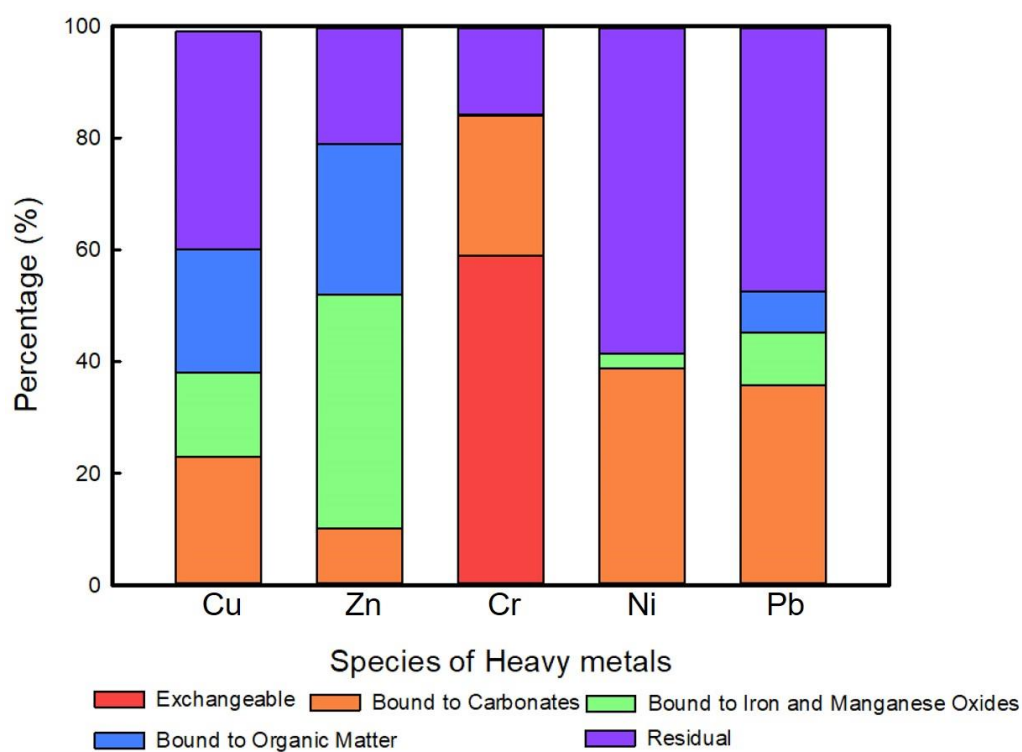 Percentage (%)
100
80
60
40
20
0
Cu Zn Cr Ni Pb
Species of Heavy metals
Exchangeable Bound to Carbonates Bound to Iron and Manganese Oxides
Bound to Organic Matter Residual